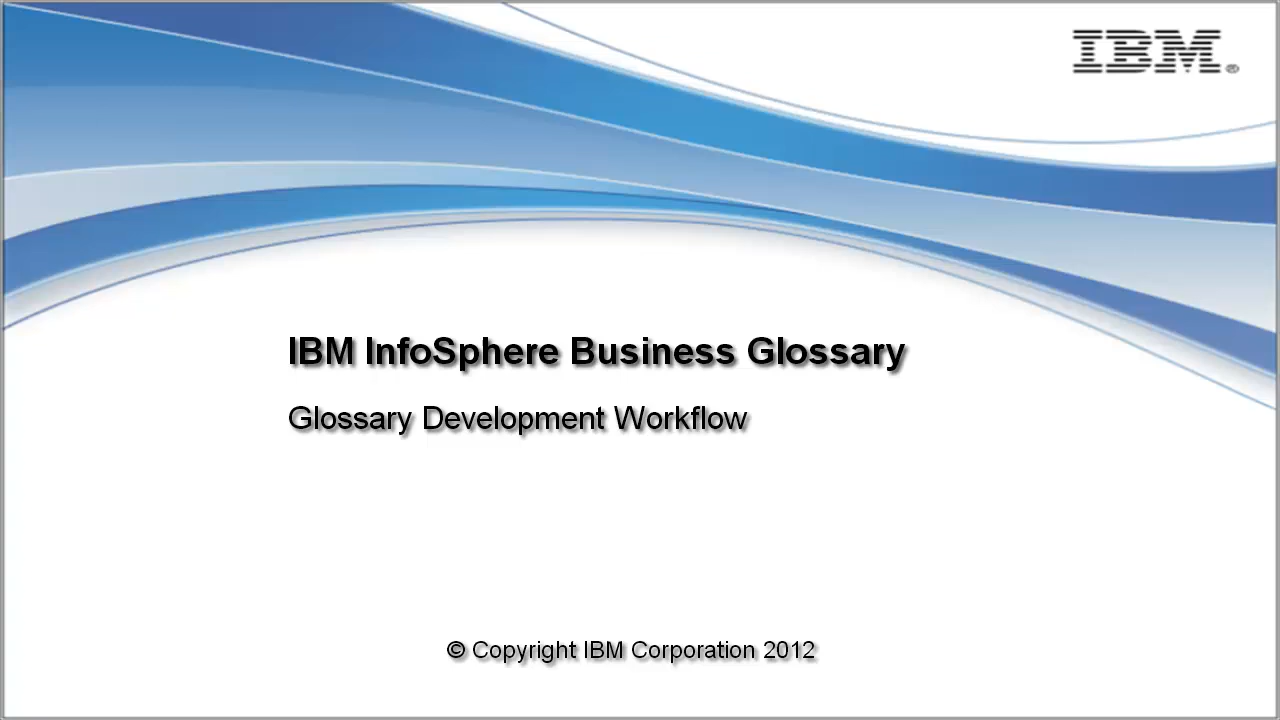 IBM®
IBM InfoSphere Business Glossary
Glossary Development Workflow
© Copyright IBM Corporation 2012